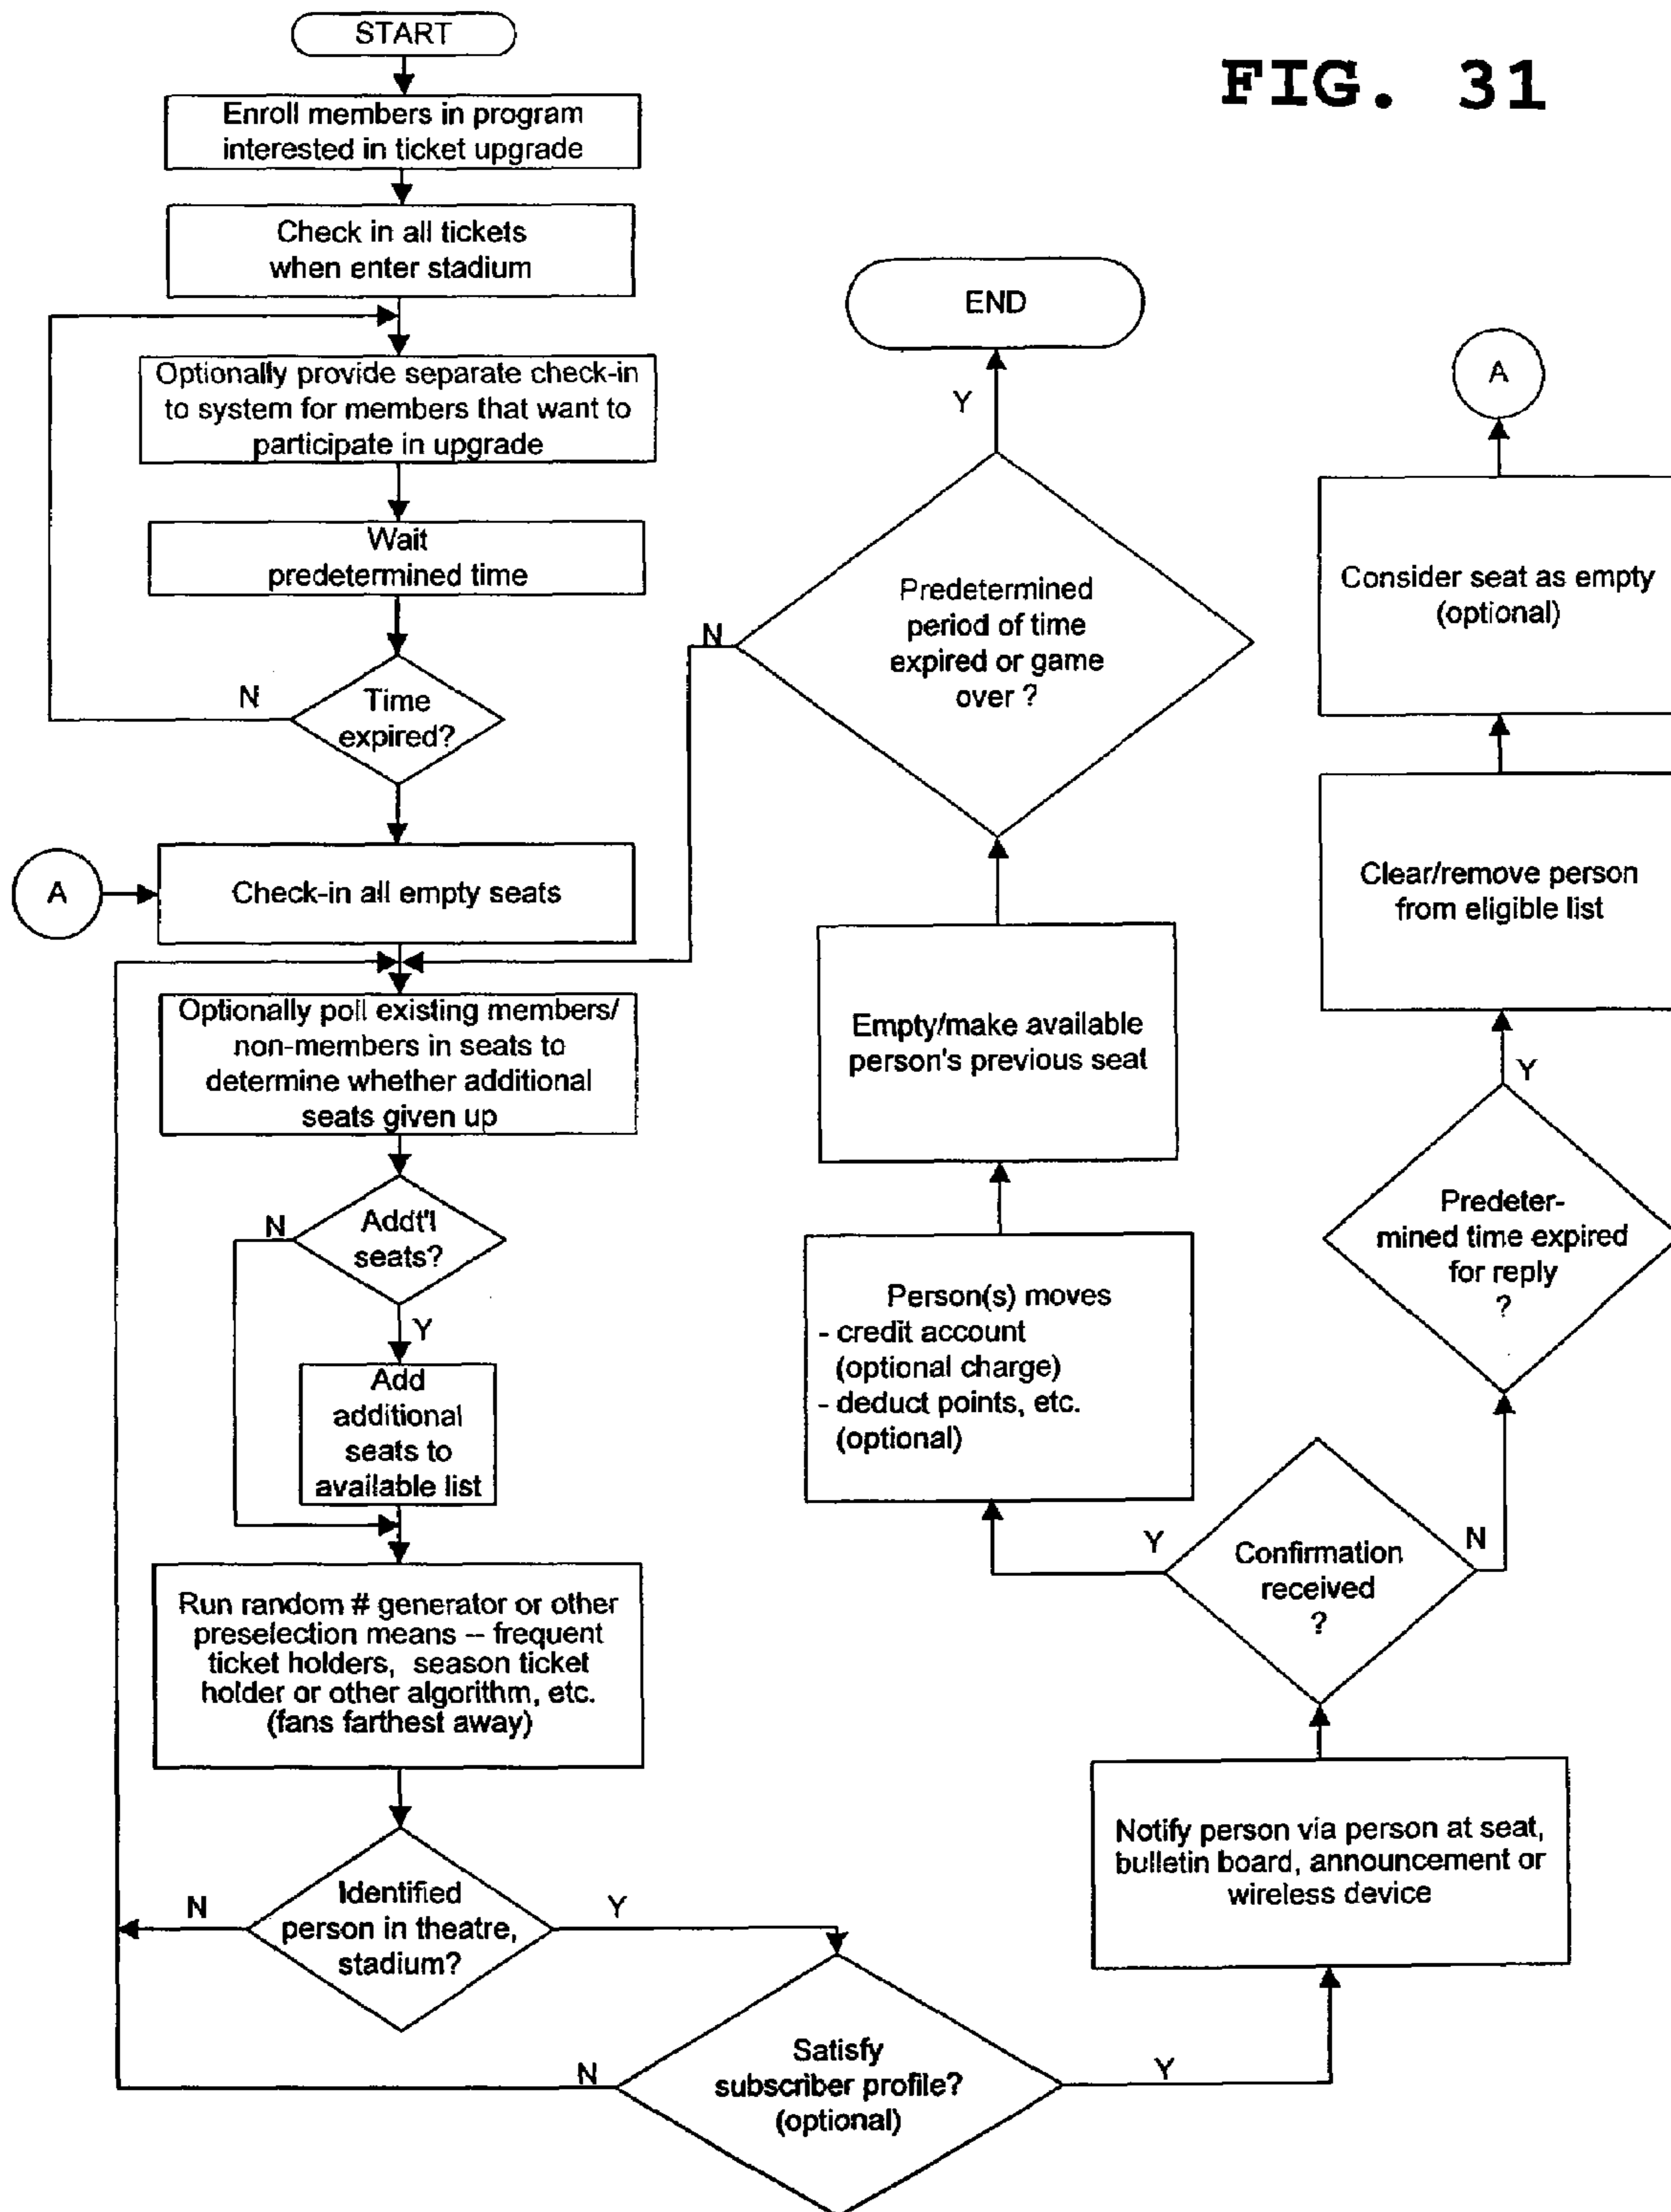 FIG. 31
START
Enroll members in program
interested in ticket upgrade
Check in all tickets
when enter stadium
Optionally provide separate check-in
to system for members that want to
participate in upgrade
Wait
predetermined time
Time
expired?
N
A
Check-in all empty seats
Optionally poll existing members/
non-members in seats to
determine whether additional
seats given up
Addt'l
seats?
N
Y
Add
additional
seats to
available list
Run random # generator or other
preselection means -- frequent
ticket holders, season ticket
holder or other algorithm, etc.
(fans farthest away)
Identified
person in theatre,
stadium?
N
Y
Satisfy
subscriber profile?
(optional)
N
Y
Notify person via person at seat,
bulletin board, announcement or
wireless device
Confirmation
received
?
Y
N
Person(s) moves
- credit account
(optional charge)
- deduct points, etc.
(optional)
Empty/make available
person's previous seat
Predetermined
period of time
expired or game
over ?
N
Y
END
Predeter-
mined time expired
for reply
?
Y
Clear/remove person
from eligible list
Consider seat as empty
(optional)
A